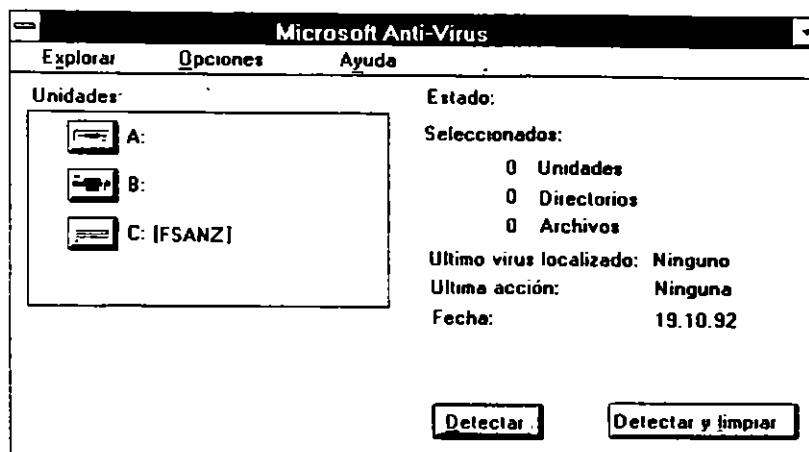 Microsoft Anti-Virus
Explorar Opciones Ayuda
Unidades
A:
B:
C: [FSANZ]
Estado:
Seleccionados:
0 Unidades
0 Directorios
0 Archivos
Ultimo virus localizado: Ninguno
Ultima acción: Ninguna
Fecha: 19.10.92
Detectar
Detectar y limpiar